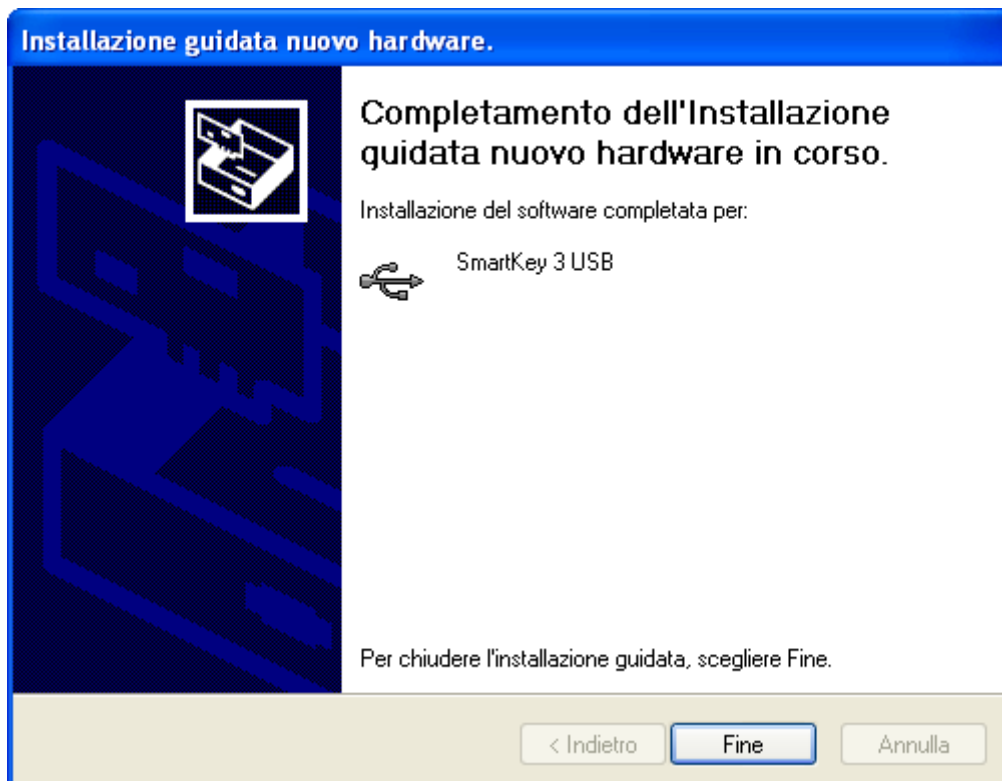 Installazione guidata nuovo hardware.
Completamento dell'Installazione
guidata nuovo hardware in corso.
Installazione del software completata per:
SmartKey 3 USB
Per chiudere l'installazione guidata, scegliere Fine.
< Indietro
Fine
Annulla